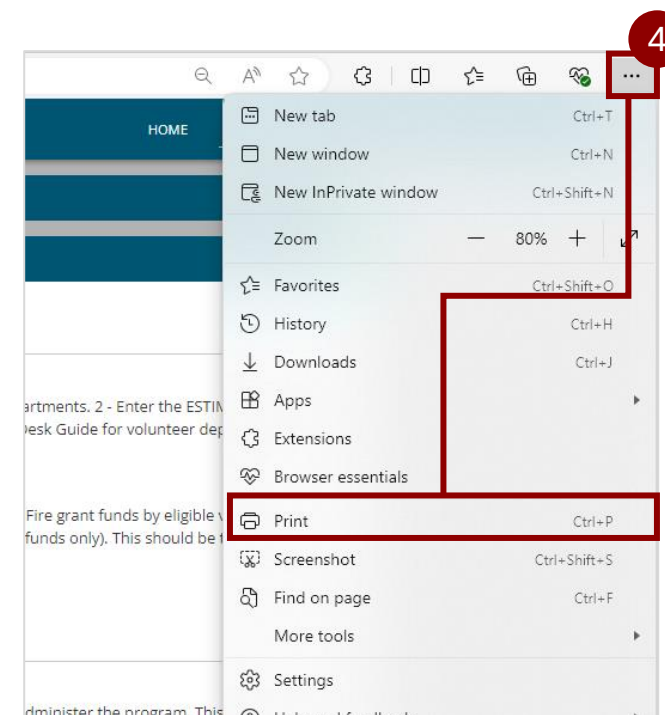 4
HOME
New tab Ctrl+T
New window Ctrl+N
New InPrivate window Ctrl+Shift+N
Zoom — 80% +
Favorites Ctrl+Shift+O
History Ctrl+H
Downloads Ctrl+J
artments. 2 - Enter the
Apps
Desk Guide for volunteer
Extensions
Browser essentials
Fire grant funds by eligible
Print Ctrl+P
funds only). This should be
Screenshot Ctrl+Shift+S
Find on page Ctrl+F
More tools
Settings
dminister the program. This